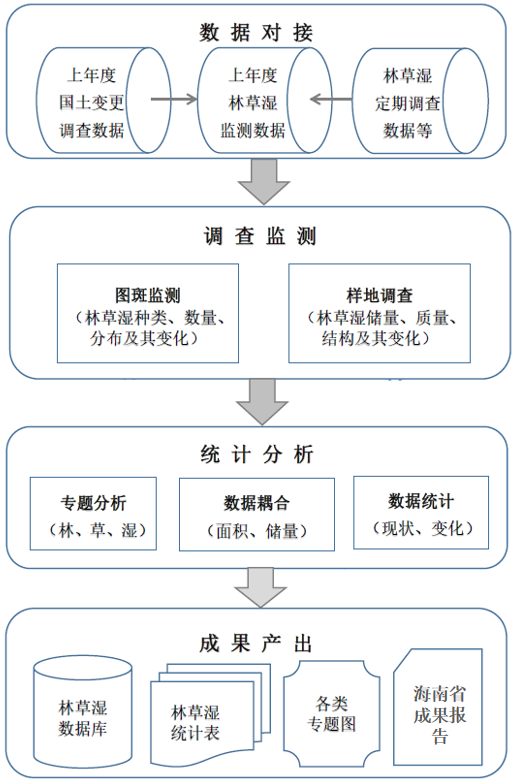 数据对接
上年度
国土变更
调查数据
上年度
林草湿
监测数据
林草湿
定期调查
数据等
调查监测
图斑监测
（林草湿种类、数量、
分布及其变化）
样地调查
（林草湿储量、质量、
结构及其变化）
统计分析
专题分析
（林、草、湿）
数据耦合
（面积、储量）
数据统计
（现状、变化）
成果产出
林草湿
数据库
林草湿
统计表
各类
专题图
海南省
成果报
告